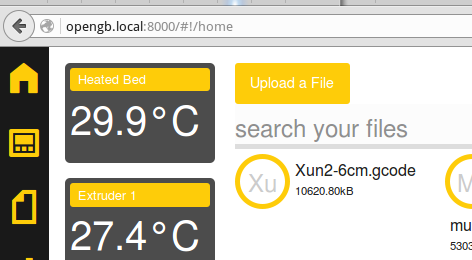 opengb.local:8000/#!/home
Heated Bed
29.9°C
Extruder 1
27.4°C
Upload a File
search your files
Xu
Xun2-6cm.gcode
10620.80kB
M
mu
5303